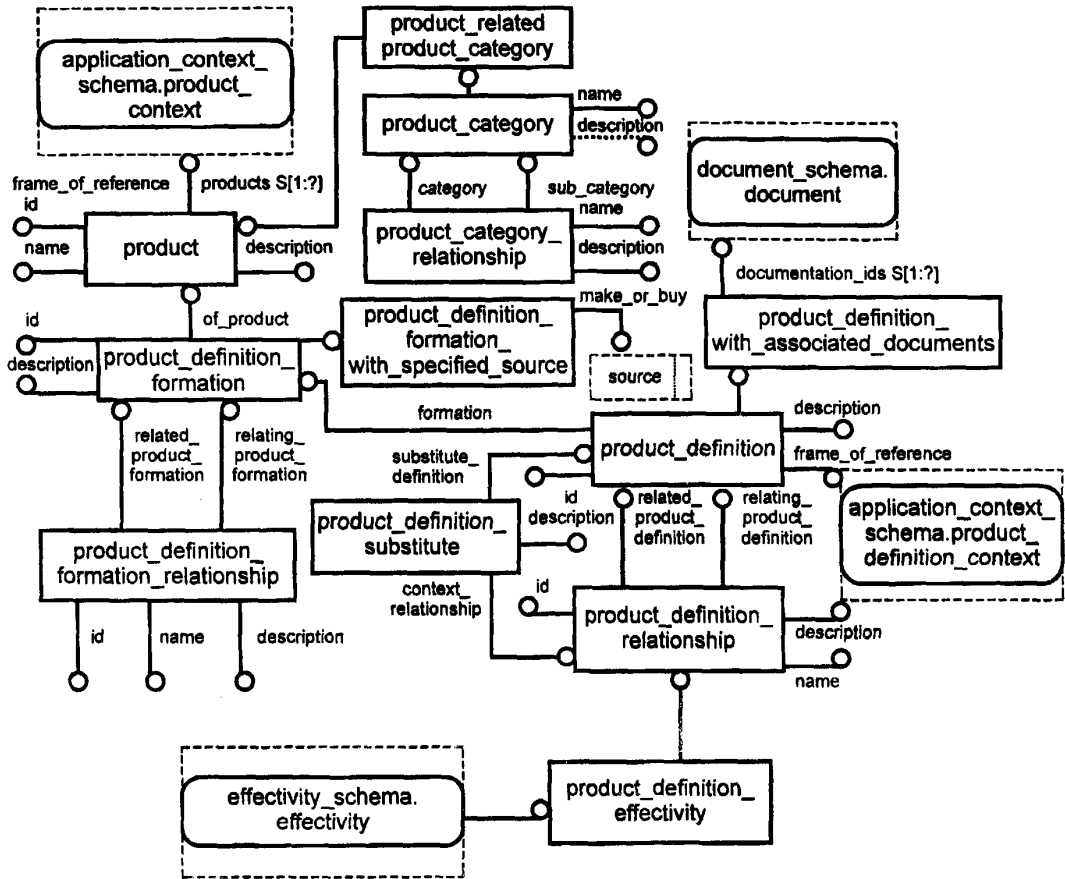 product_related
product_category
application_context_
schema.product_
context
product_category
name
description
document_schema.
document
frame_of_reference
products S[1:?]
category
sub_category
id
product
name
description
product_category_
relationship
name
description
documentation_ids S[1:?]
make_or_buy
id
of_product
product_definition_
formation_
with_specified_source
product_definition_
with_associated_documents
description
product_definition_
formation
source
formation
description
product_definition
related_
product_
formation
relating_
product_
formation
substitute_
definition
frame_of_reference
id
description
related_
product_
definition
relating_
product_
definition
application_context_
schema.product_
definition_context
product_definition_
substitute
product_definition_
formation_relationship
context_
relationship
id
product_definition_
relationship
description
name
id
name
description
effectivity_schema.
effectivity
product_definition_
effectivity